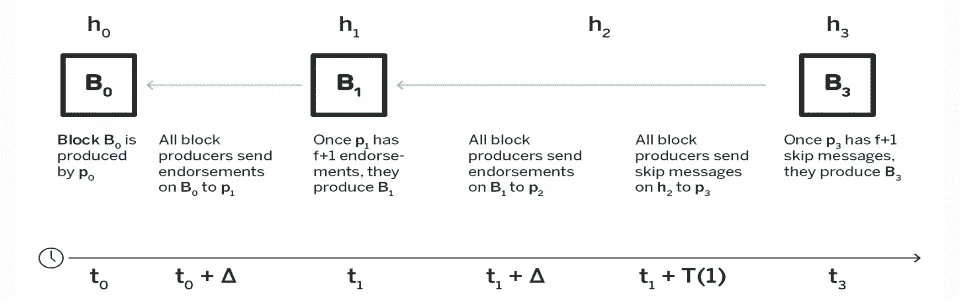 h₀ h₁ h₂ h₃
B₀ B₁ B₃
Block B₀ is
produced
by p₀
All block
producers send
endorsements
on B₀ to p₁
Once p₁ has
f+1 endorse-
ments, they
produce B₁
All block
producers send
endorsements
on B₁ to p₂
All block
producers send
skip messages
on h₂ to p₃
Once p₃ has f+1
skip messages,
they produce B₃
t₀ t₀ + Δ t₁ t₁ + Δ t₁ + T(1) t₃